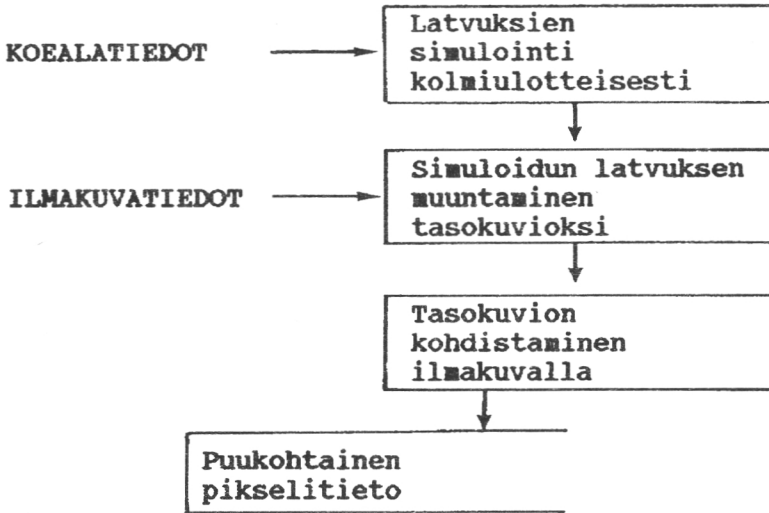 KOEALATIEDOT
Latvuksien
simulointi
kolmiulotteisesti
ILMAKUVATIEDOT
Simuloidun latvuksen
muuntaminen
tasokuvioksi
Tasokuvion
kohdistaminen
ilmakuvalla
Puukohtainen
pikselitieto